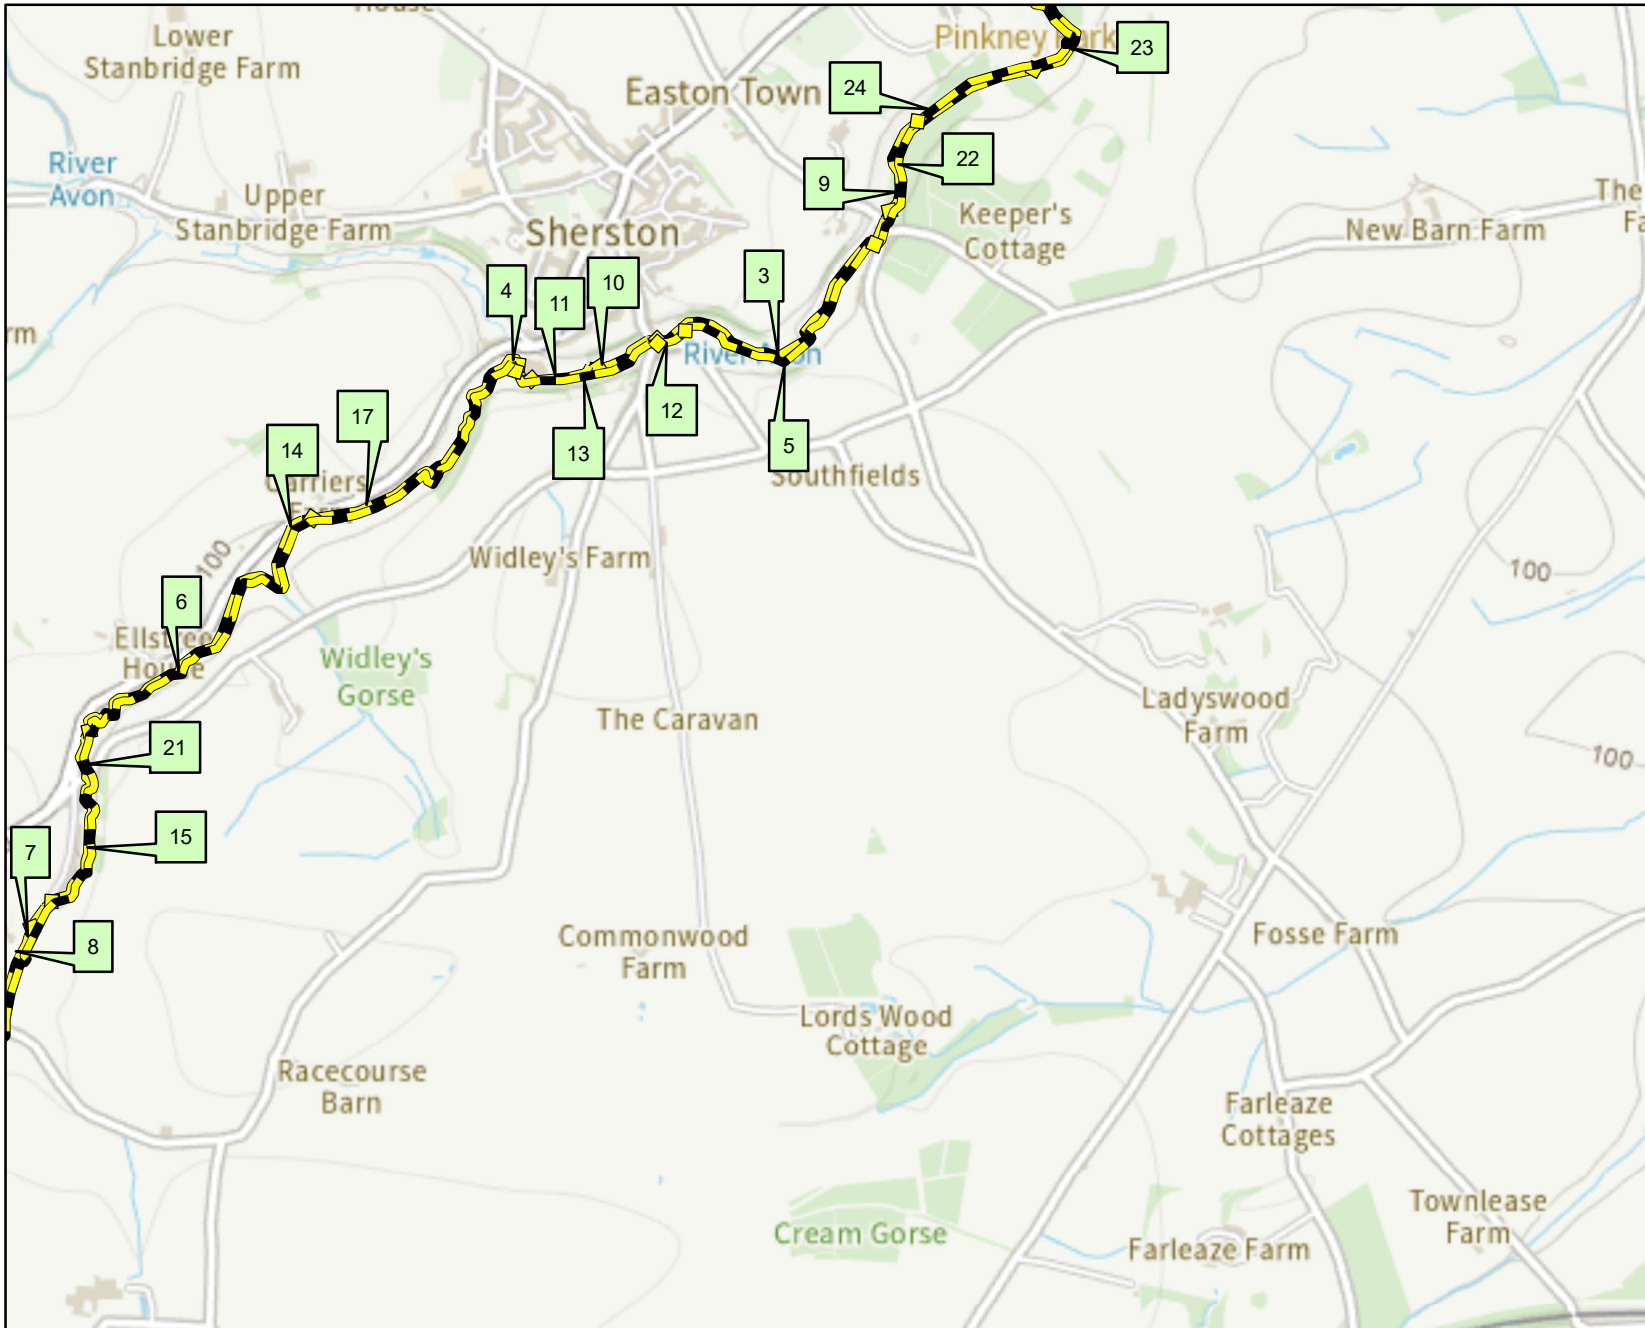 House
Lower
Stanbridge Farm
Pinkney Park
23
Easton Town
24
River
Avon
22
Upper
Stanbridge Farm
9
Keeper's
Cottage
The
Fa
New Barn Farm
Sherston
3
10
4
11
rm
River Avon
12
17
14
13
5
Carriers
Farm
Southfields
100
Widley's Farm
100
6
Ellstree
House
Widley's
Gorse
Ladyswood
Farm
The Caravan
21
100
15
7
8
Commonwood
Farm
Fosse Farm
Lords Wood
Cottage
Racecourse
Barn
Farleaze
Cottages
Townlease
Farm
Cream Gorse
Farleaze Farm